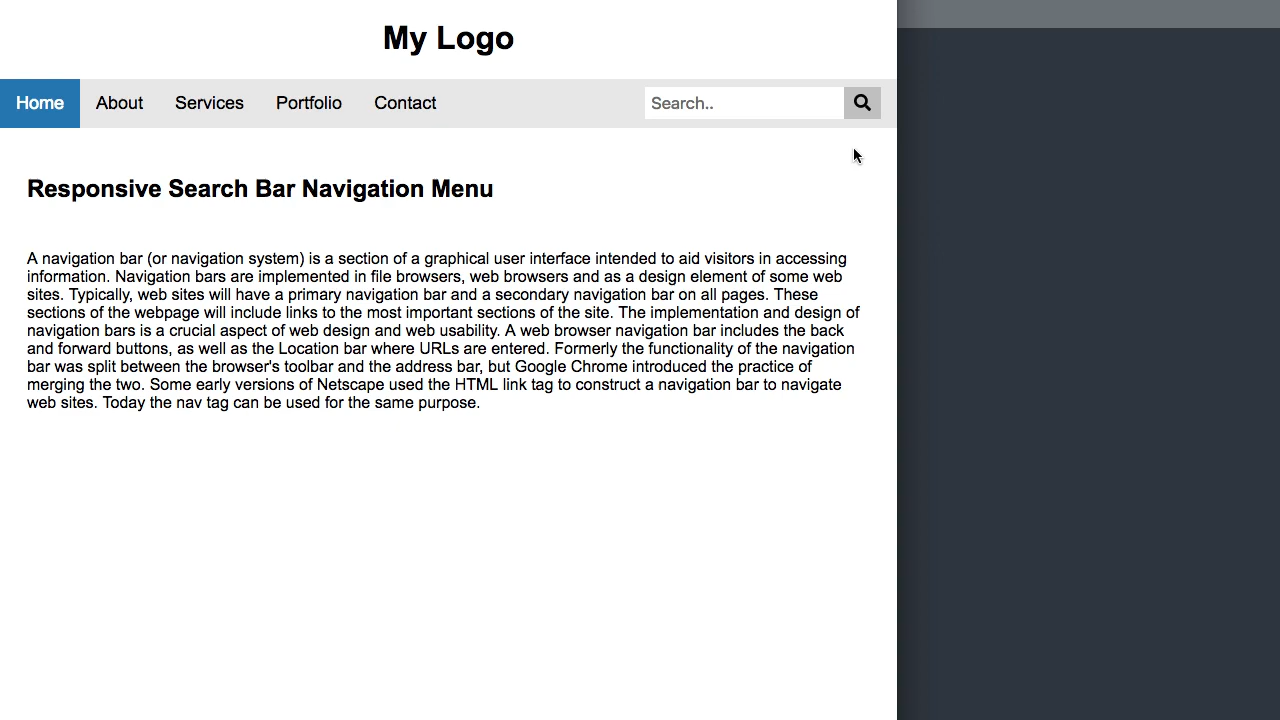 My Logo
Home About Services Portfolio Contact Search..
Responsive Search Bar Navigation Menu
A navigation bar (or navigation system) is a section of a graphical user interface intended to aid visitors in accessing
information. Navigation bars are implemented in file browsers, web browsers and as a design element of some web
sites. Typically, web sites will have a primary navigation bar and a secondary navigation bar on all pages. These
sections of the webpage will include links to the most important sections of the site. The implementation and design of
navigation bars is a crucial aspect of web design and web usability. A web browser navigation bar includes the back
and forward buttons, as well as the Location bar where URLs are entered. Formerly the functionality of the navigation
bar was split between the browser's toolbar and the address bar, but Google Chrome introduced the practice of
merging the two. Some early versions of Netscape used the HTML link tag to construct a navigation bar to navigate
web sites. Today the nav tag can be used for the same purpose.